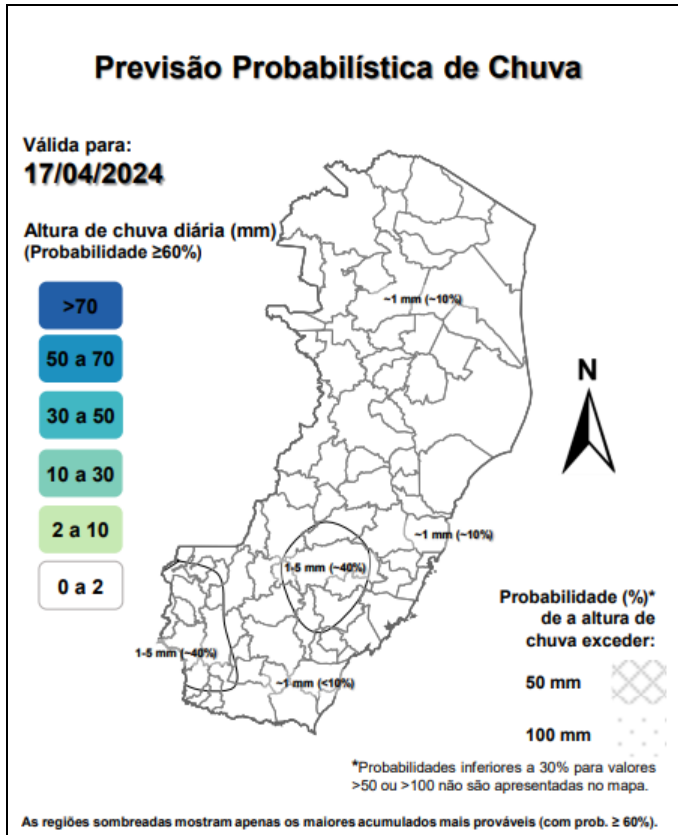 Previsão Probabilística de Chuva
Válida para:
17/04/2024
Altura de chuva diária (mm)
(Probabilidade ≥60%)
>70
50 a 70
30 a 50
10 a 30
2 a 10
0 a 2
~1 mm (~10%)
N
~1 mm (~10%)
1-5 mm (~40%)
1-5 mm (~40%)
~1 mm (<10%)
Probabilidade (%)*
de a altura de
chuva exceder:
50 mm
100 mm
*Probabilidades inferiores a 30% para valores
>50 ou >100 não são apresentadas no mapa.
As regiões sombreadas mostram apenas os maiores acumulados mais prováveis (com prob. ≥ 60%).